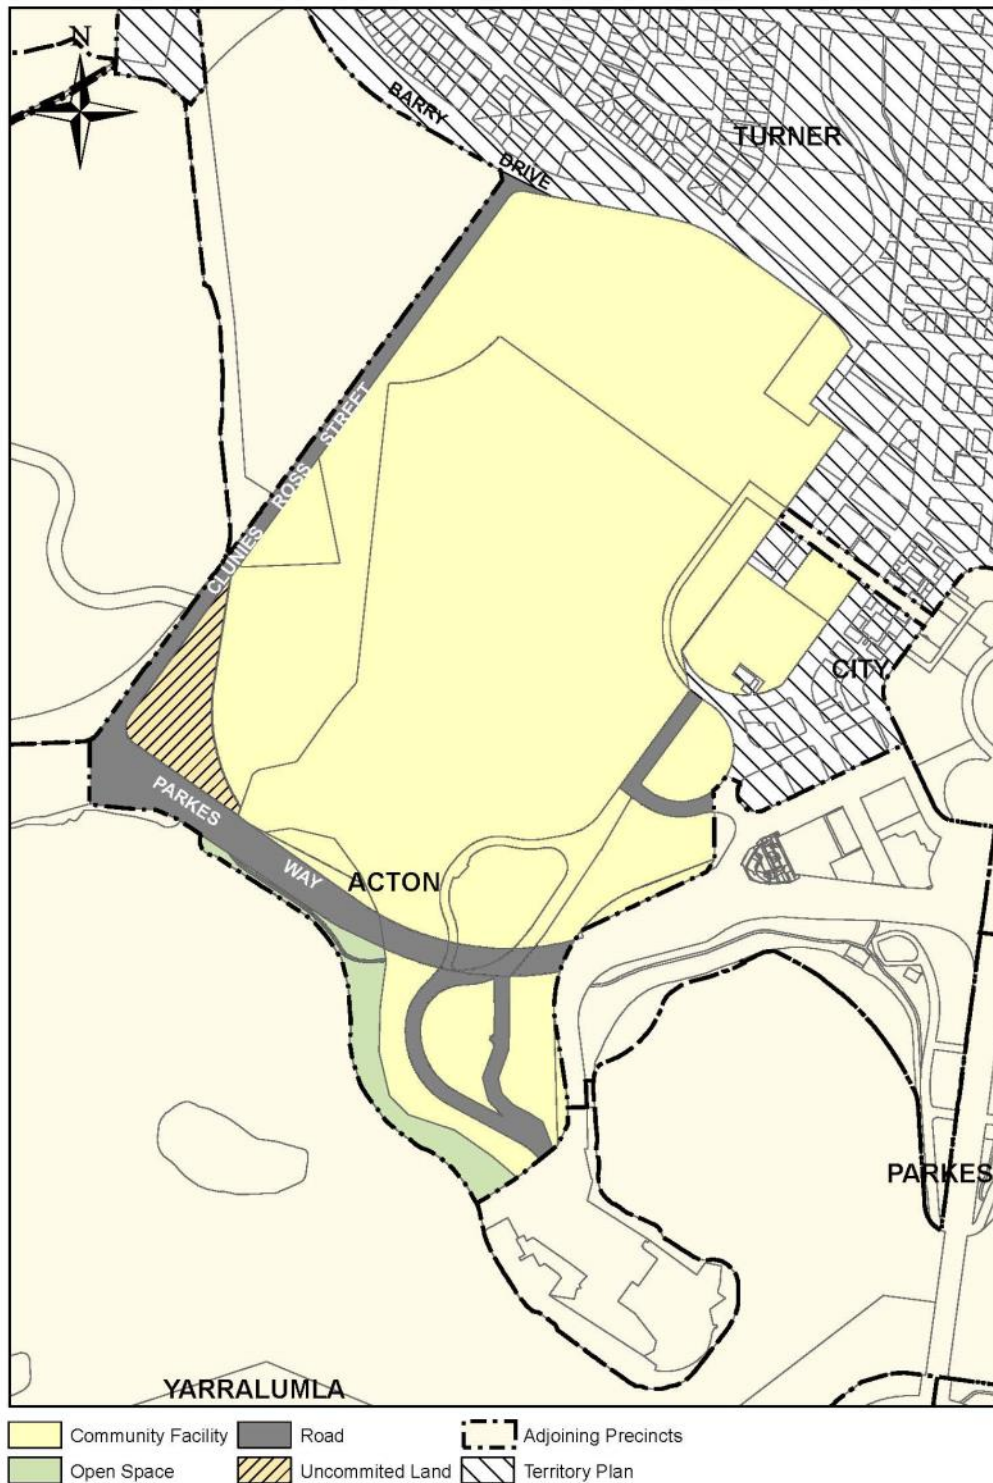 N
BARRY
DRIVE
TURNER
CLUNIES ROSS STREET
CITY
PARKES
WAY
ACTON
PARKES
YARRALUMLA
Community Facility
Road
Adjoining Precincts
Open Space
Uncommited Land
Territory Plan